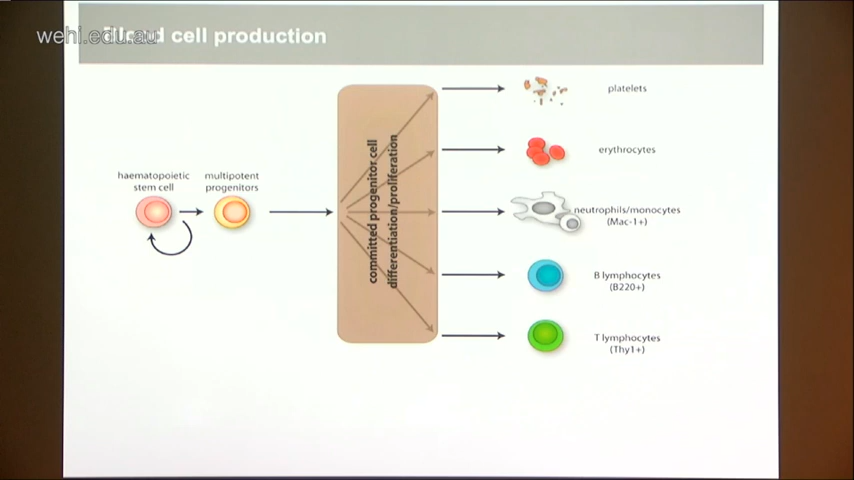 wehi.edu.au
Blood cell production
haematopoietic
stem cell
multipotent
progenitors
committed progenitor cell
differentiation/proliferation
platelets
erythrocytes
neutrophils/monocytes
(Mac-1+)
B lymphocytes
(B220+)
T lymphocytes
(Thy1+)